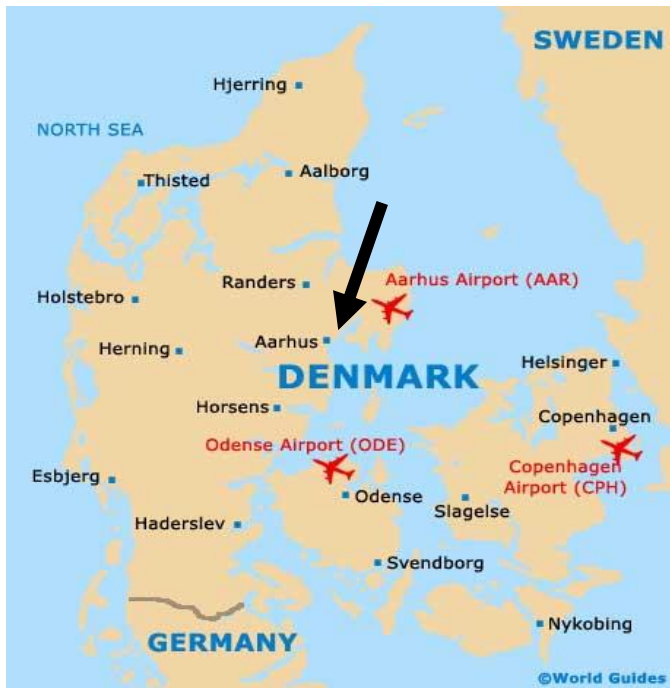 SWEDEN
Hjerring
NORTH SEA
Thisted
Aalborg
Aarhus Airport (AAR)
Randers
Holstebro
Aarhus
Herning
Helsinger
DENMARK
Horsens
Copenhagen
Odense Airport (ODE)
Copenhagen
Airport (CPH)
Esbjerg
Odense
Slagelse
Haderslev
Svendborg
Nykobing
GERMANY
©World Guides